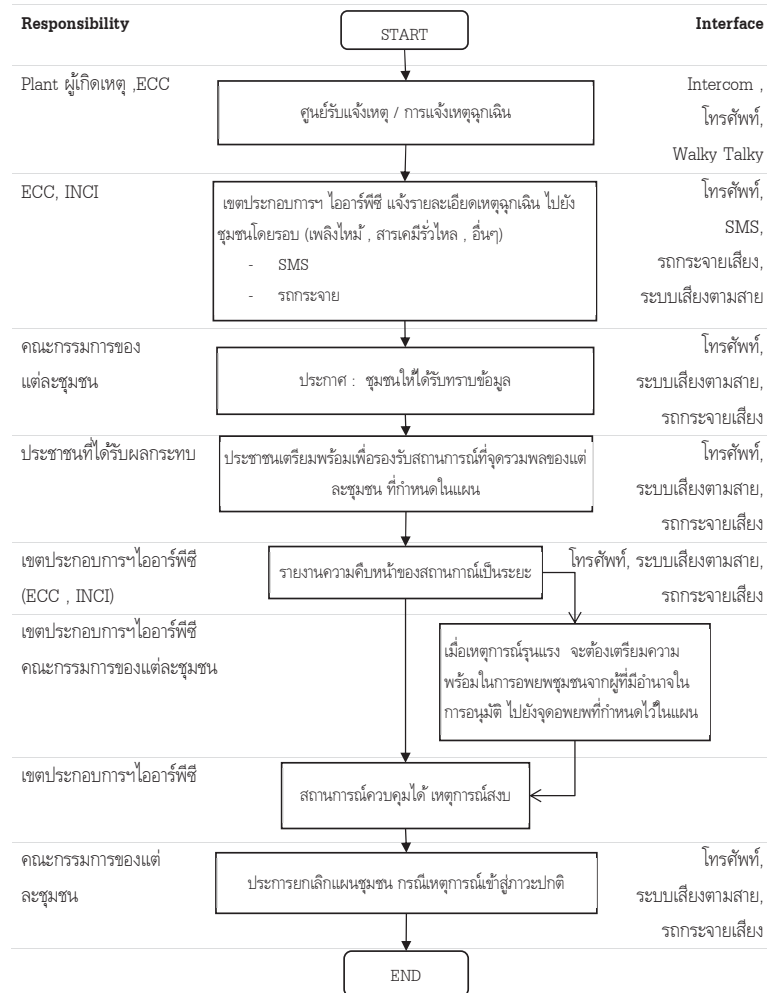 Responsibility
START
Interface
Plant ผู้เกิดเหตุ ,ECC
ศูนย์รับแจ้งเหตุ / การแจ้งเหตุฉุกเฉิน
Intercom ,
โทรศัพท์,
Walky Talky
ECC, INCI
เขตประกอบการฯ ไออาร์พีซี แจ้งรายละเอียดเหตุฉุกเฉิน ไปยัง
ชุมชนโดยรอบ (เพลิงไหม้ , สารเคมีรั่วไหล , อื่นๆ)
- SMS
- รถกระจาย
โทรศัพท์,
SMS,
รถกระจายเสียง,
ระบบเสียงตามสาย
คณะกรรมการของ
แต่ละชุมชน
ประกาศ : ชุมชนให้ได้รับทราบข้อมูล
โทรศัพท์,
ระบบเสียงตามสาย,
รถกระจายเสียง
ประชาชนที่ได้รับผลกระทบ
ประชาชนเตรียมพร้อมเพื่อรองรับสถานการณ์ที่จุดรวมพลของแต่
ละชุมชน ที่กำหนดในแผน
โทรศัพท์,
ระบบเสียงตามสาย,
รถกระจายเสียง
เขตประกอบการฯไออาร์พีซี
(ECC , INCI)
รายงานความคืบหน้าของสถานกาณ์เป็นระยะ
โทรศัพท์, ระบบเสียงตามสาย,
รถกระจายเสียง
เขตประกอบการฯไออาร์พีซี
คณะกรรมการของแต่ละชุมชน
เมื่อเหตุการณ์รุนแรง จะต้องเตรียมความ
พร้อมในการอพยพชุมชนจากผู้ที่มีอำนาจใน
การอนุมัติ ไปยังจุดอพยพที่กำหนดไว้ในแผน
เขตประกอบการฯไออาร์พีซี
สถานการณ์ควบคุมได้ เหตุการณ์สงบ
คณะกรรมการของแต่
ละชุมชน
ประการยกเลิกแผนชุมชน กรณีเหตุการณ์เข้าสู่ภาวะปกติ
โทรศัพท์,
ระบบเสียงตามสาย,
รถกระจายเสียง
END